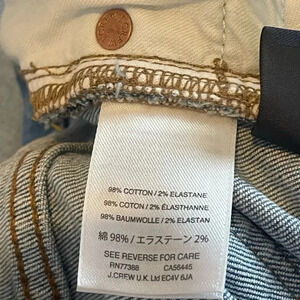 98% COTTON / 2% ELASTANE
98% COTON / 2% ÉLASTHANNE
98% BAUMWOLLE / 2% ELASTAN
綿 98% / エラステーン 2%
SEE REVERSE FOR CARE
RN77388 CA56445
J.CREW U.K. Ltd EC4V 6JA